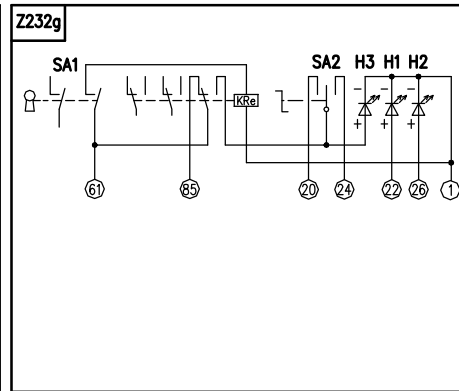 Z232g
SA1 SA2 H3 H1 H2
- - -
KRe
+ + +
61 85 20 24 22 26 1